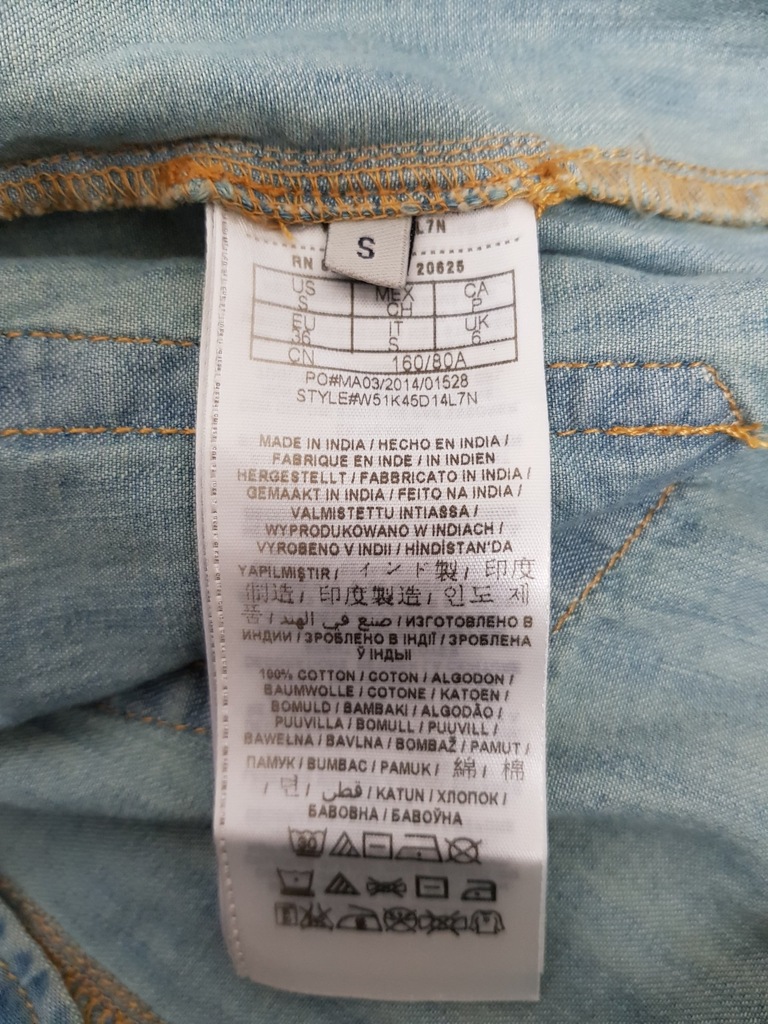 S
L7N
RN 20625
US S MEX CH CA P
EU 36 IT S UK 6
CN 160/80A
PO#MA03/2014/01528
STYLE#W51K45D14L7N
MADE IN INDIA / HECHO EN INDIA /
FABRIQUE EN INDE / IN INDIEN
HERGESTELLT / FABBRICATO IN INDIA /
GEMAAKT IN INDIA / FEITO NA INDIA /
VALMISTETTU INTIASSA /
WYPRODUKOWANO W INDIACH /
VYROBENO V INDII / HİNDİSTAN'DA
YAPILMIŞTIR / インド製 / 印度
制造 / 印度製造 / 인도 제
품 / صنع في الهند / ИЗГОТОВЛЕНО В
ИНДИИ / ЗРОБЛЕНО В ІНДІЇ / ЗРОБЛЕНА
Ў ІНДЫІ
100% COTTON / COTON / ALGODON /
BAUMWOLLE / COTONE / KATOEN /
BOMULD / BAMBAKI / ALGODÃO /
PUUVILLA / BOMULL / PUUVILL /
BAWEŁNA / BAVLNA / BOMBAŽ / PAMUT /
ПАМУК / BUMBAC / PAMUK / 綿 / 棉
/ 면 / قطن / KATUN / ХЛОПОК /
БАВОВНА / БАВОЎНА
30